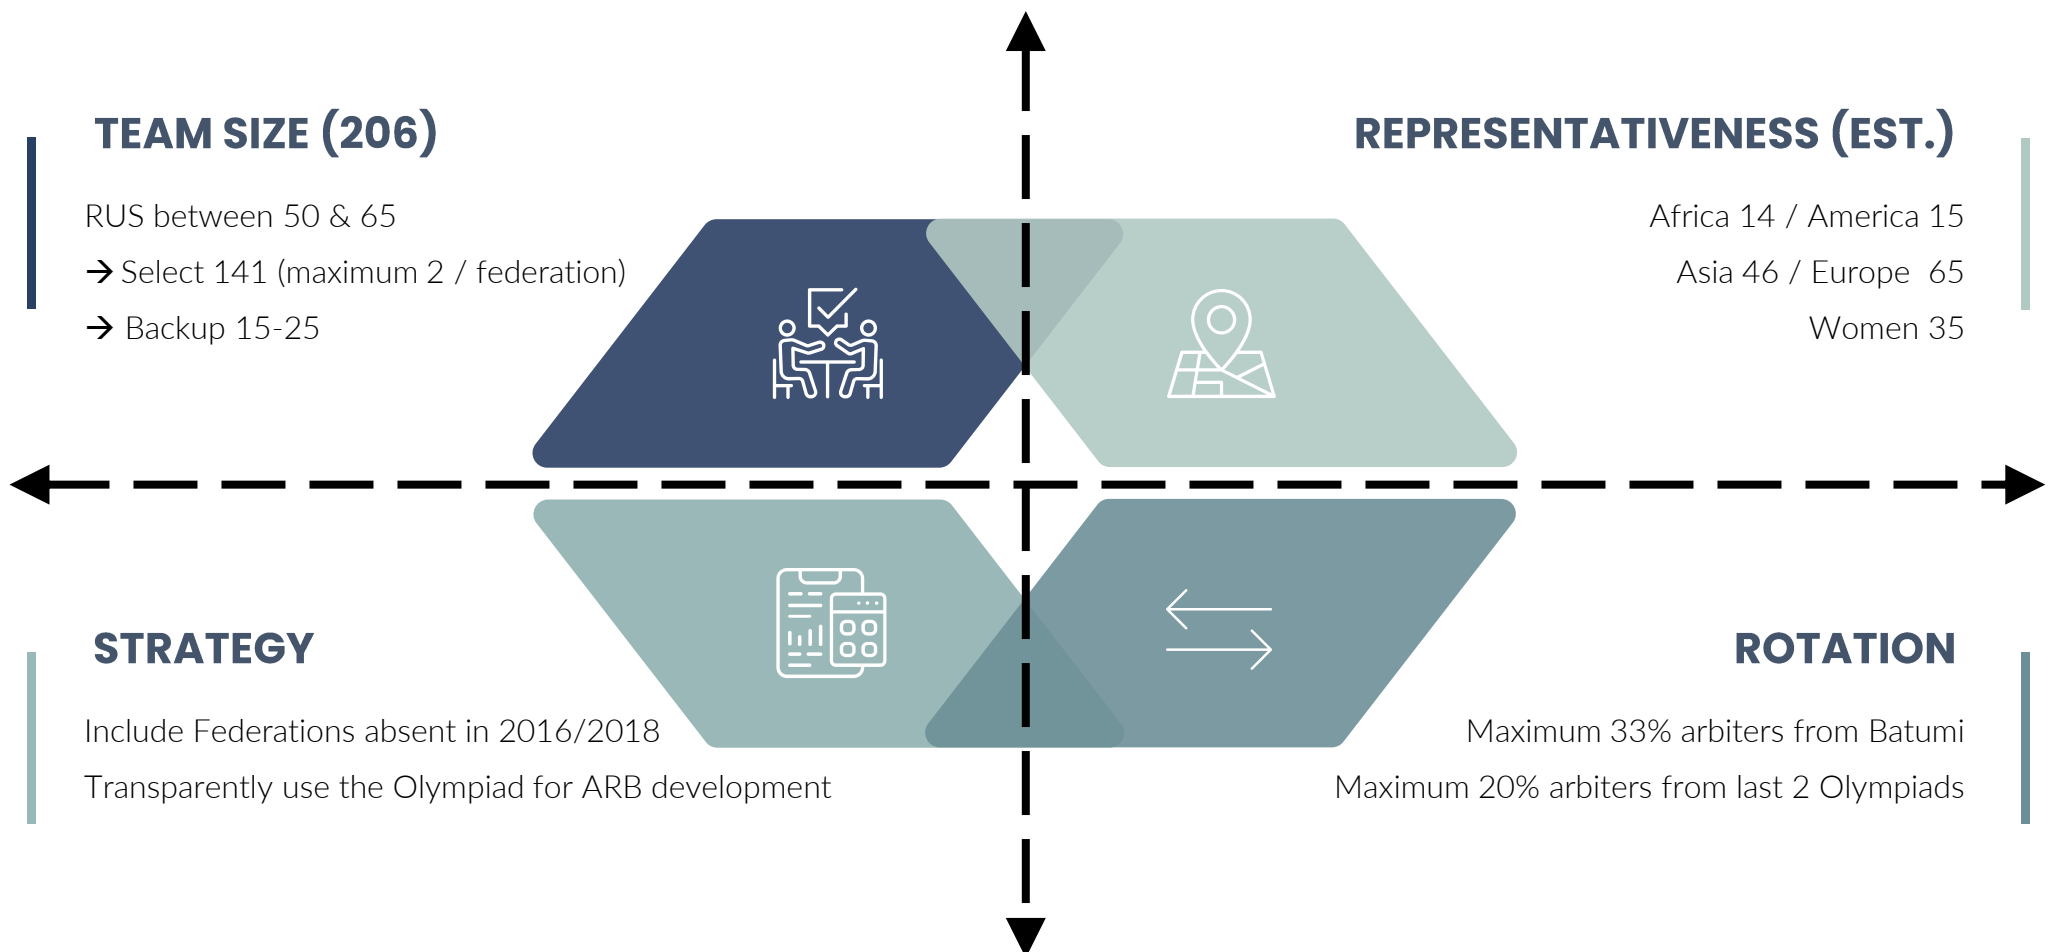 TEAM SIZE (206)
RUS between 50 & 65
→ Select 141 (maximum 2 / federation)
→ Backup 15-25
REPRESENTATIVENESS (EST.)
Africa 14 / America 15
Asia 46 / Europe  65
Women 35
STRATEGY
Include Federations absent in 2016/2018
Transparently use the Olympiad for ARB development
ROTATION
Maximum 33% arbiters from Batumi
Maximum 20% arbiters from last 2 Olympiads